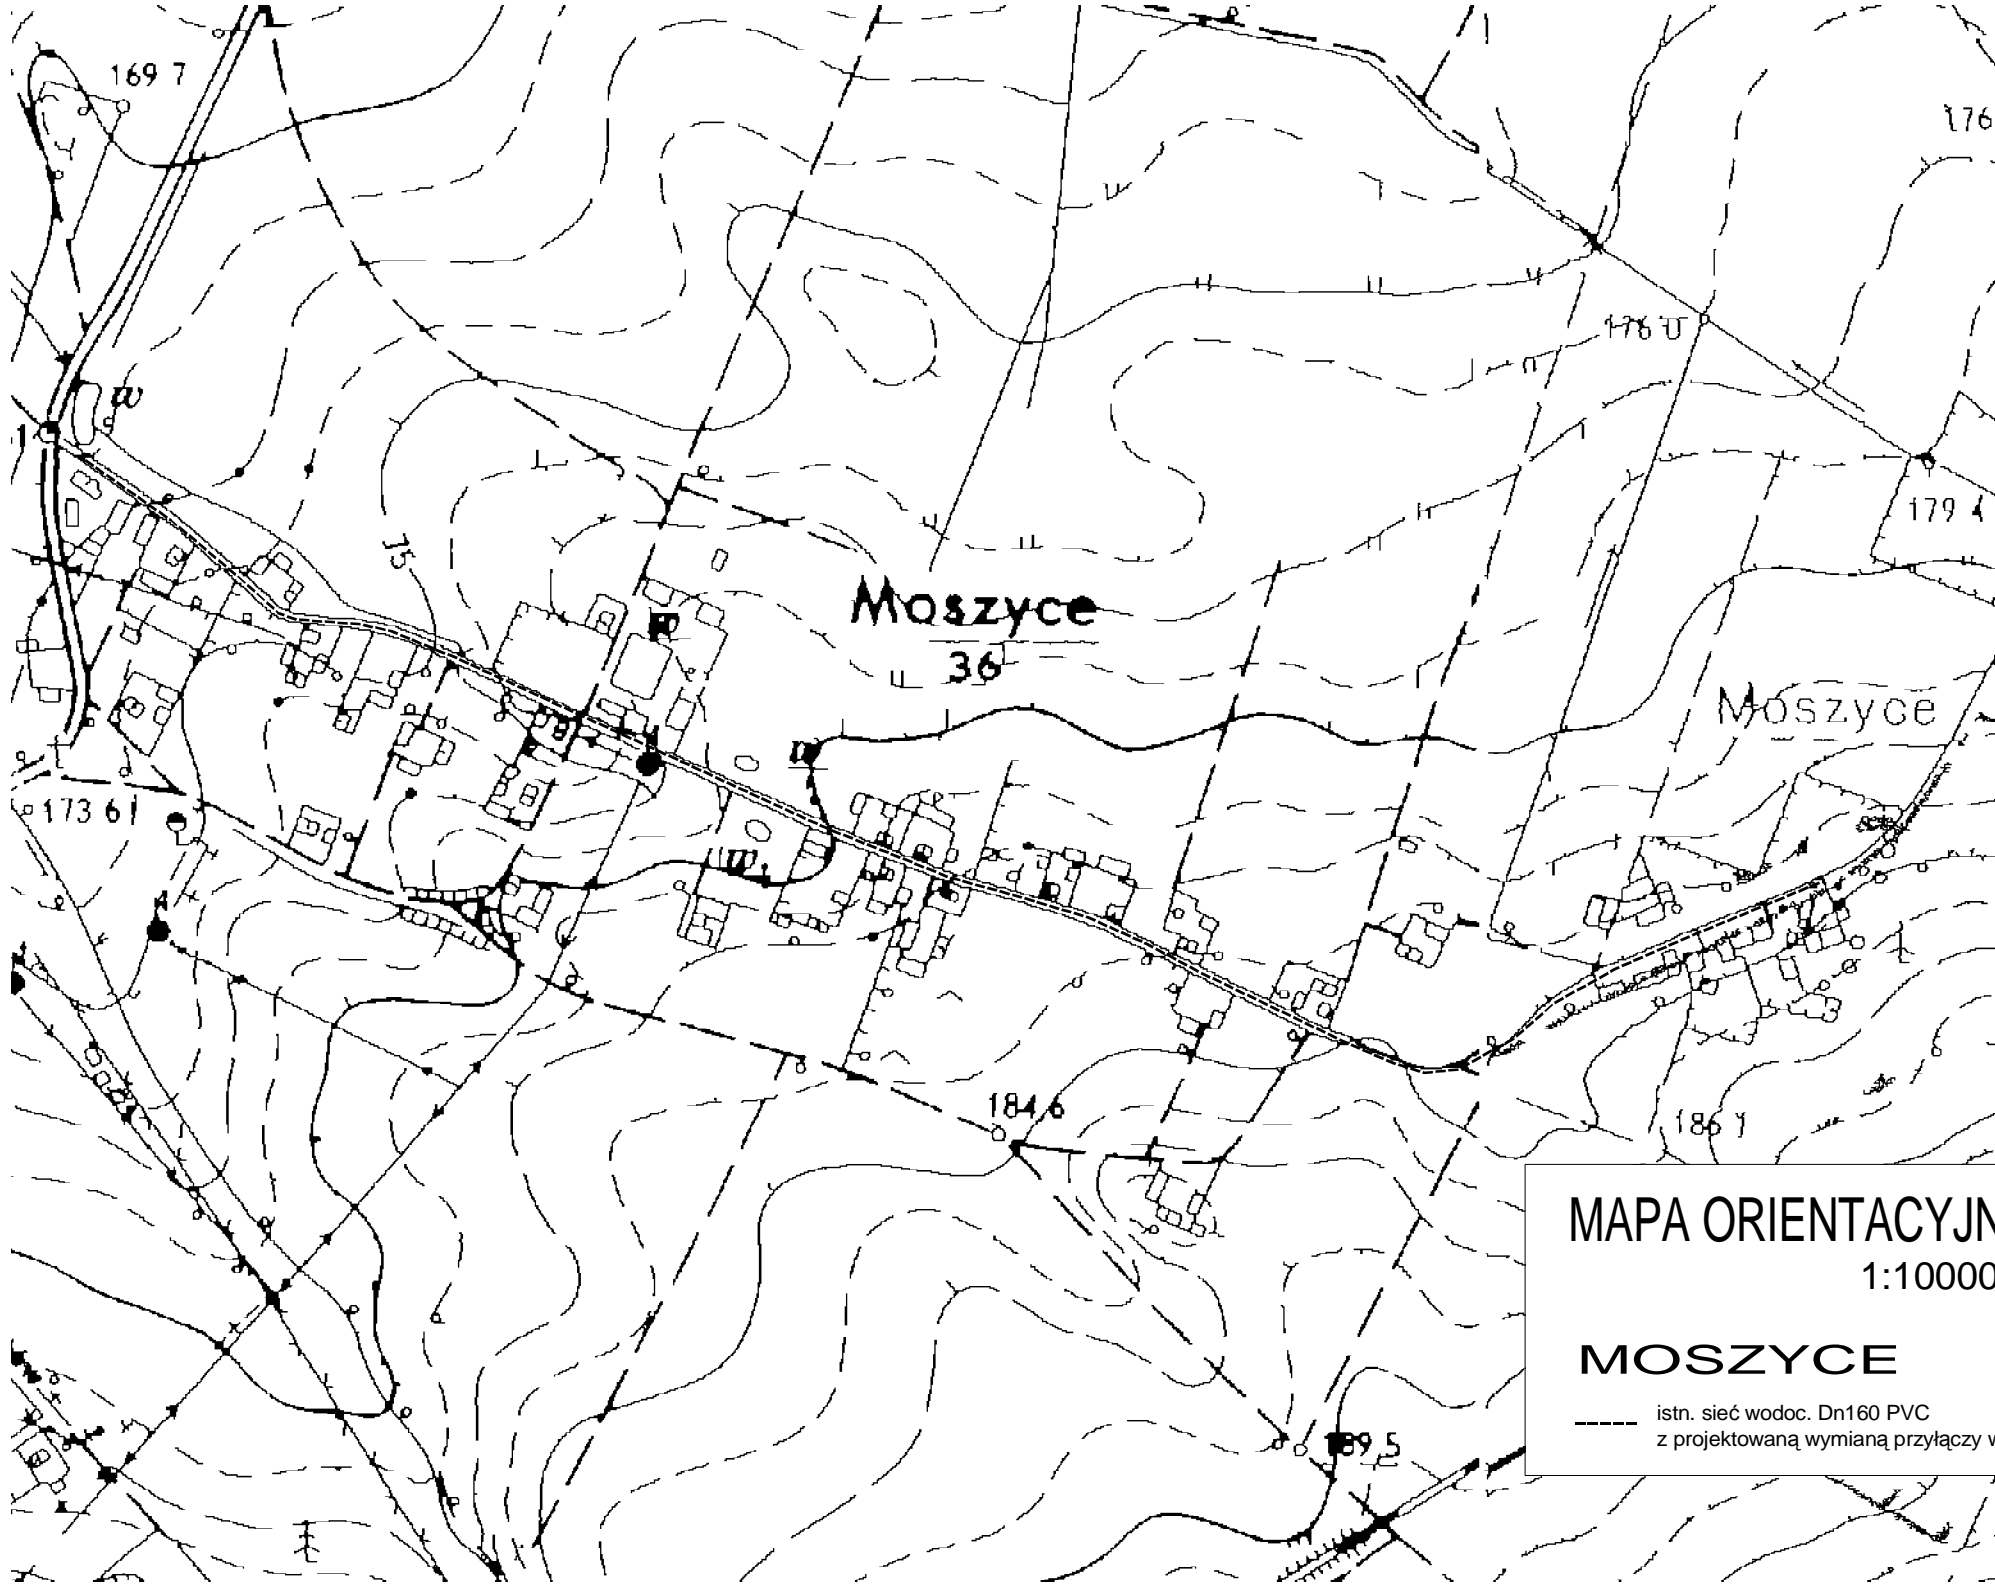 169 7
176
176 0
179 4
w
15
Moszyce
36
Moszyce
w
173 61
184 6
186 1
MAPA ORIENTACYJN
1:10000
MOSZYCE
istn. sieć wodoc. Dn160 PVC
z projektowaną wymianą przyłączy w
189 5